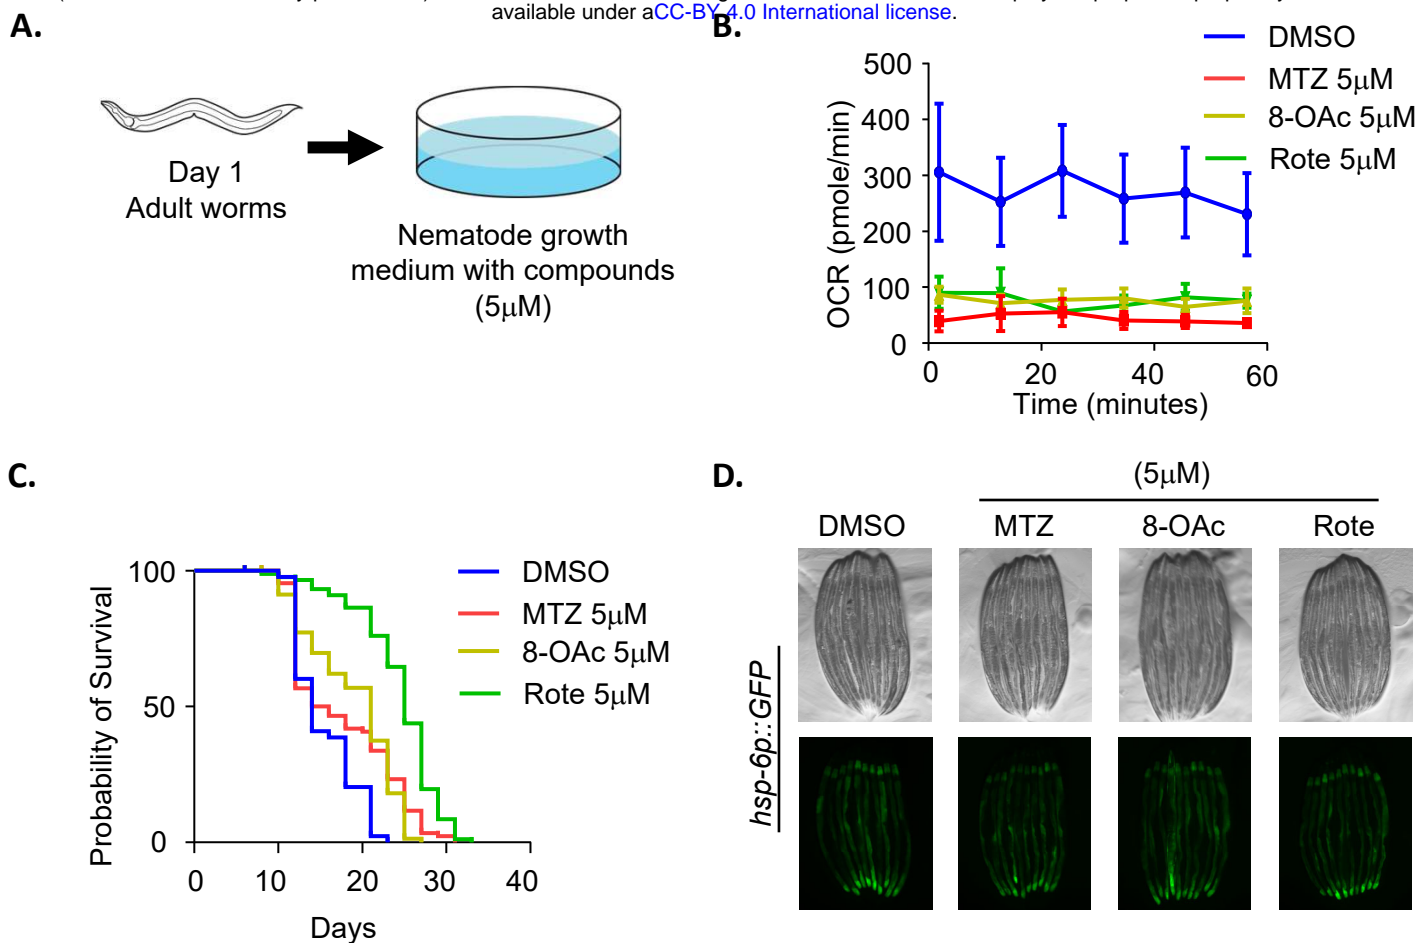 available under aCC-BY 4.0 International license.
A.
Day 1
Adult worms
Nematode growth
medium with compounds
(5μM)
B.
DMSO
MTZ 5μM
8-OAc 5μM
Rote 5μM
OCR (pmole/min)
500
400
300
200
100
0
0 20 40 60
Time (minutes)
C.
Probability of Survival
100
50
0
0 10 20 30 40
Days
DMSO
MTZ 5μM
8-OAc 5μM
Rote 5μM
D.
(5μM)
DMSO MTZ 8-OAc Rote
hsp-6p::GFP